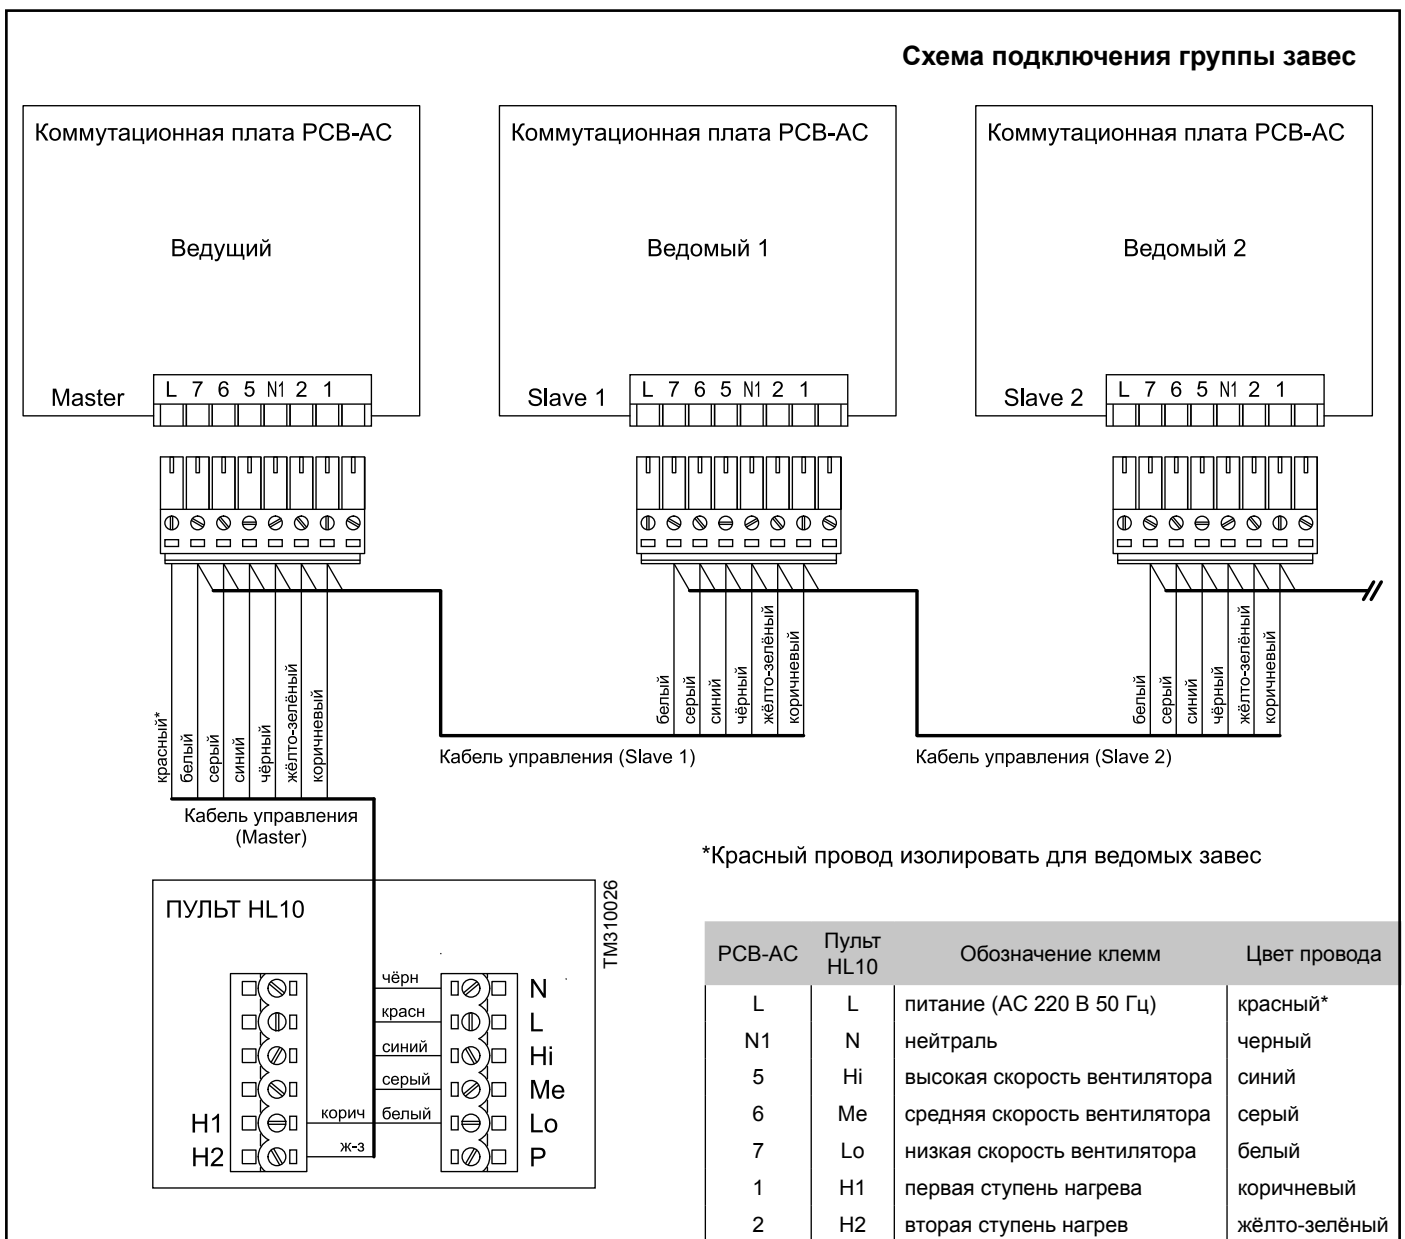 Схема подключения группы завес
Коммутационная плата PCB-AC
Коммутационная плата PCB-AC
Коммутационная плата PCB-AC
Ведущий
Ведомый 1
Ведомый 2
Master
L 7 6 5 N1 2 1
Slave 1
L 7 6 5 N1 2 1
Slave 2
L 7 6 5 N1 2 1
красный*
белый
серый
синий
чёрный
жёлто-зелёный
коричневый
белый
серый
синий
чёрный
жёлто-зелёный
коричневый
белый
серый
синий
чёрный
жёлто-зелёный
коричневый
Кабель управления (Slave 1)
Кабель управления (Slave 2)
Кабель управления
(Master)
*Красный провод изолировать для ведомых завес
ПУЛЬТ HL10
TM310026
чёрн N
красн L
синий Hi
серый Me
H1 корич белый Lo
H2 ж-з P
PCB-AC Пульт HL10 Обозначение клемм Цвет провода
L L питание (АС 220 В 50 Гц) красный*
N1 N нейтраль черный
5 Hi высокая скорость вентилятора синий
6 Me средняя скорость вентилятора серый
7 Lo низкая скорость вентилятора белый
1 H1 первая ступень нагрева коричневый
2 H2 вторая ступень нагрев жёлто-зелёный